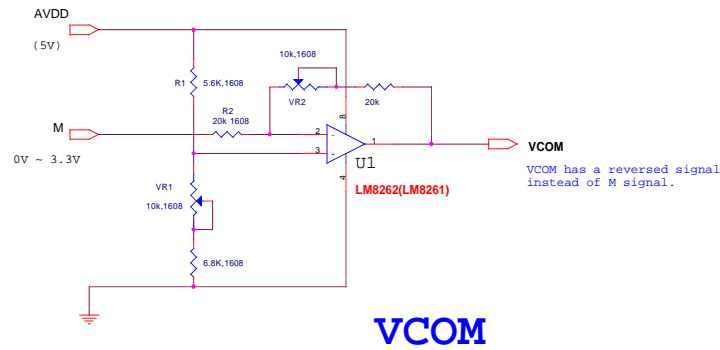 AVDD
(5V)
10k,1608
R1
5.6K,1608
VR2
20k
R2
20k 1608
M
0V ~ 3.3V
8
2
-
1
3
+
4
U1
LM8262(LM8261)
VCOM
VCOM has a reversed signal
instead of M signal.
VR1
10k,1608
6.8K,1608
VCOM